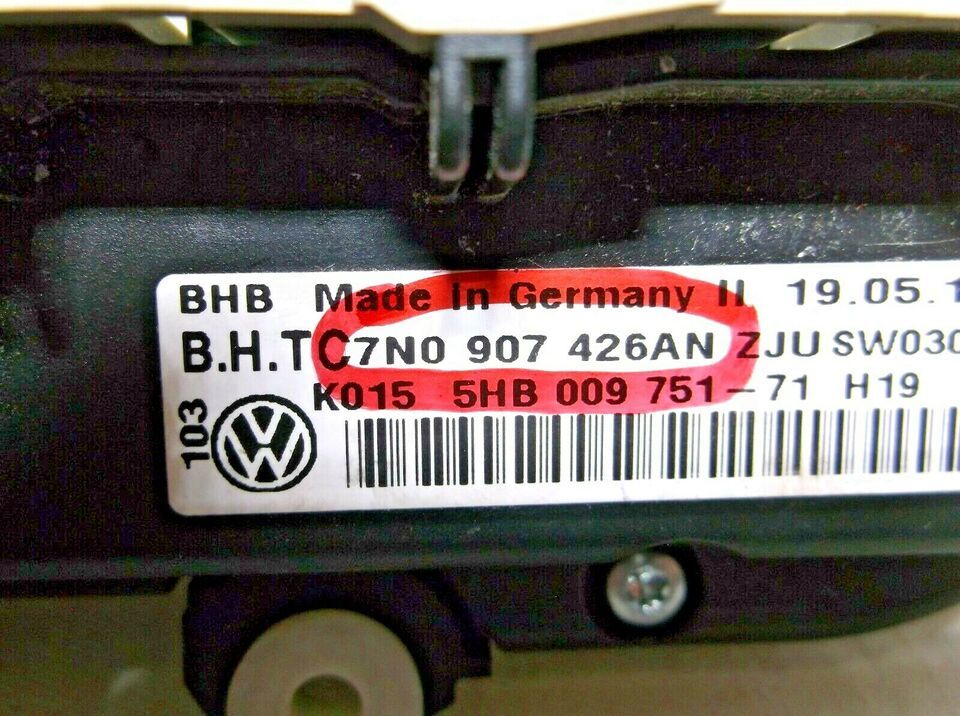 BHB Made In Germany II 19.05.1
B.H.TC 7N0 907 426AN ZJU SW030
K015 5HB 009 751-71 H19
103